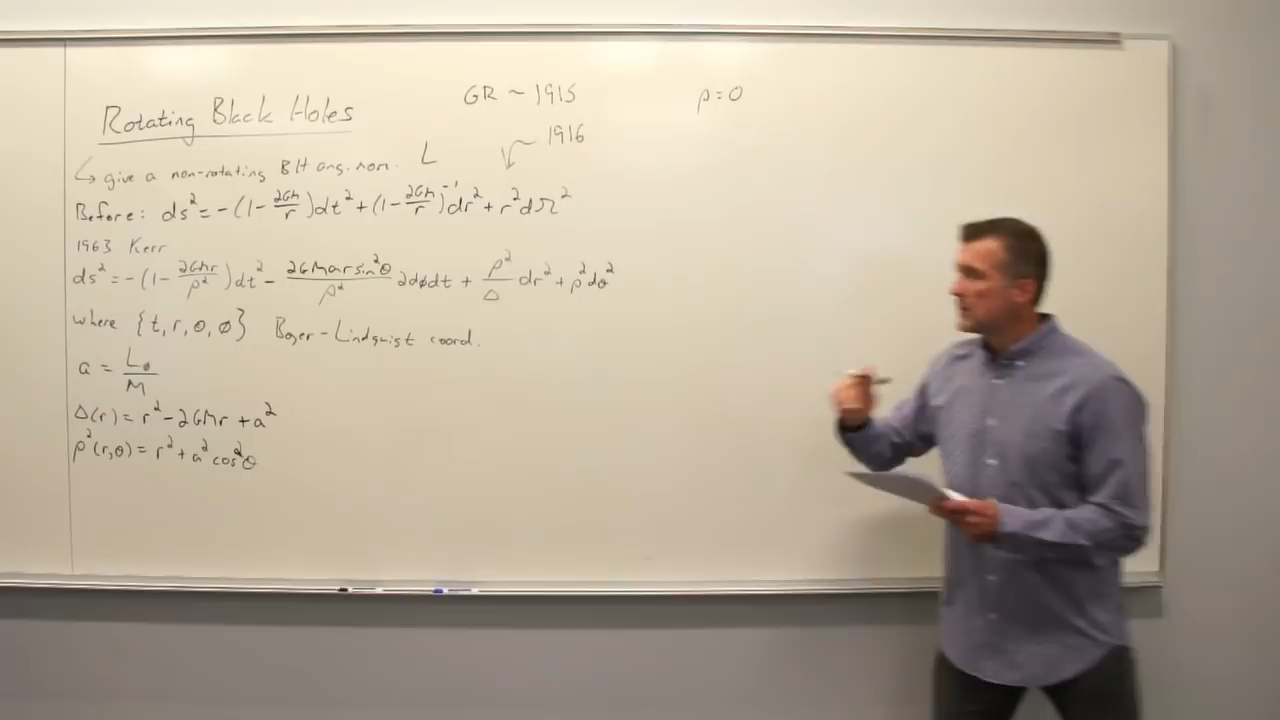 Rotating Black Holes
GR ~ 1915
ρ = 0
1916
↳ give a non-rotating BH ang. mom. L
Before: ds² = -(1 - 2GM/r)dt² + (1 - 2GM/r)⁻¹dr² + r²dΩ²
1963 Kerr
ds² = -(1 - 2GMr/ρ²)dt² - 2GMar sin²θ/ρ² 2dφdt + ρ²/Δ dr² + ρ²dθ²
where {t, r, θ, φ} Boyer-Lindquist coord.
a = Lφ/M
Δ(r) = r² - 2GMr + a²
ρ²(r,θ) = r² + a² cos²θ